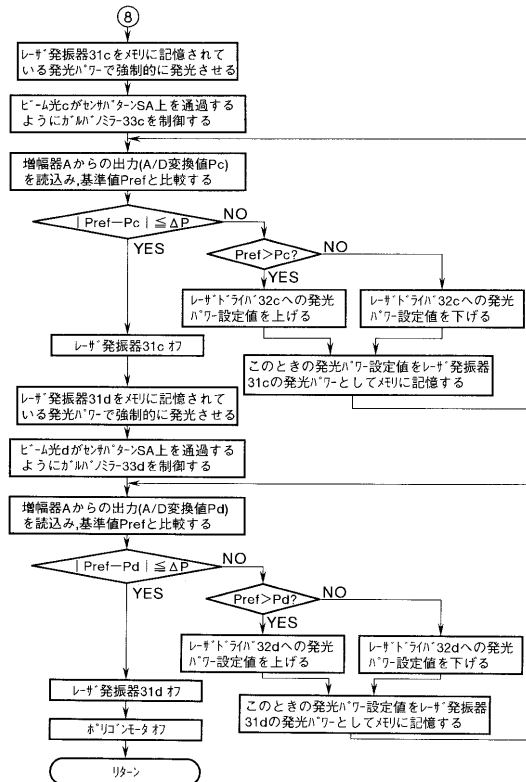 8
レーザ発振器31cをメモリに記憶されて
いる発光パワーで強制的に発光させる
ビーム光cがセンサパターンSA上を通過する
ようにガルバノミラー33cを制御する
増幅器Aからの出力(A/D変換値Pc)
を読込み,基準値Prefと比較する
|Pref−Pc|≦ΔP
NO
YES
Pref>Pc?
NO
YES
レーザドライバ32cへの発光
パワー設定値を上げる
レーザドライバ32cへの発光
パワー設定値を下げる
このときの発光パワー設定値をレーザ発振器
31cの発光パワーとしてメモリに記憶する
レーザ発振器31c オフ
レーザ発振器31dをメモリに記憶されて
いる発光パワーで強制的に発光させる
ビーム光dがセンサパターンSA上を通過する
ようにガルバノミラー33dを制御する
増幅器Aからの出力(A/D変換値Pd)
を読込み,基準値Prefと比較する
|Pref−Pd|≦ΔP
NO
YES
Pref>Pd?
NO
YES
レーザドライバ32dへの発光
パワー設定値を上げる
レーザドライバ32dへの発光
パワー設定値を下げる
このときの発光パワー設定値をレーザ発振器
31dの発光パワーとしてメモリに記憶する
レーザ発振器31d オフ
ポリゴンモータ オフ
リターン